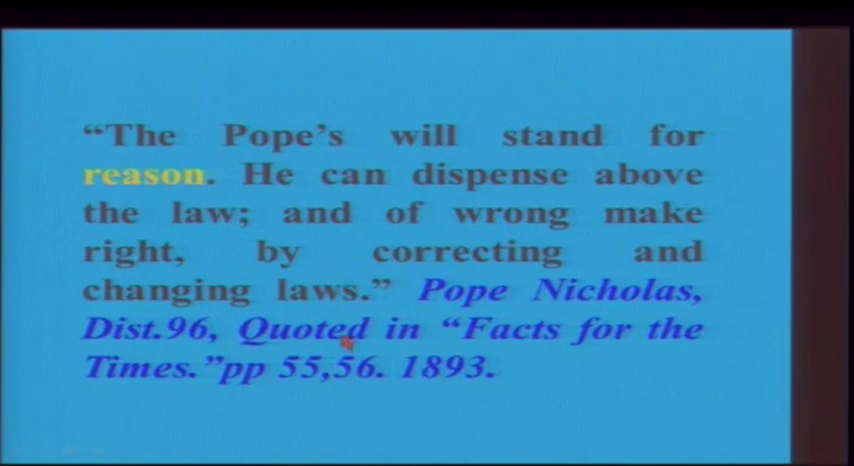 “The Pope’s will stand for
reason. He can dispense above
the law; and of wrong make
right, by correcting and
changing laws.” Pope Nicholas,
Dist.96, Quoted in “Facts for the
Times.”pp 55,56. 1893.